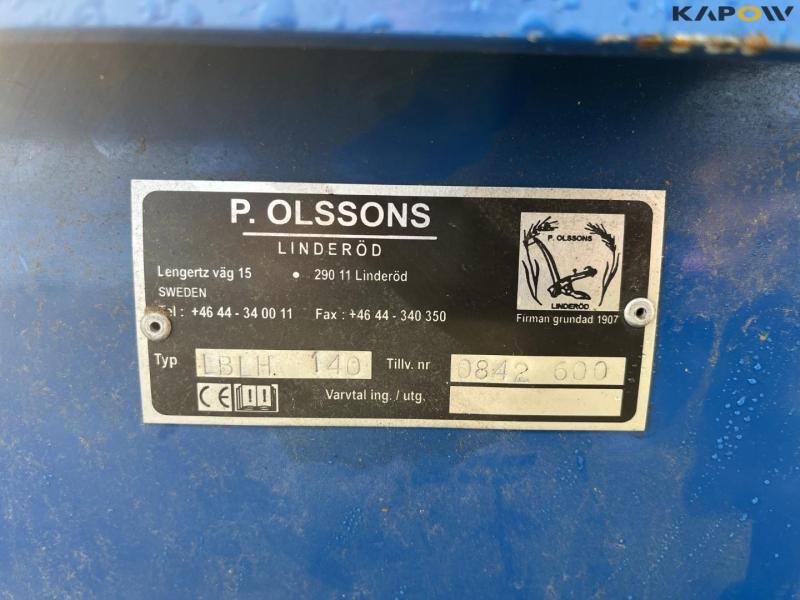 KAPOW
P. OLSSONS
LINDERÖD
Lengertz väg 15 • 290 11 Linderöd
SWEDEN
Tel : +46 44 - 34 00 11 Fax : +46 44 - 340 350
P. OLSSONS
LINDERÖD
Firman grundad 1907
Typ LBLH. 140 Tillv. nr 0842 600
CE Varvtal ing. / utg.